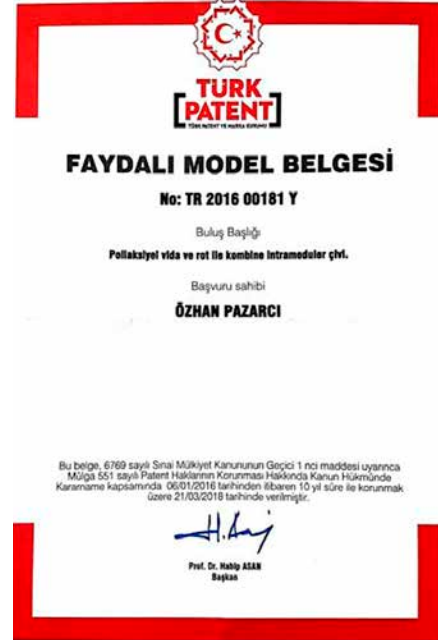 TÜRK
PATENT
TÜRK PATENT VE MARKA KURUMU
FAYDALI MODEL BELGESİ
No: TR 2016 00181 Y
Buluş Başlığı
Poliaksiyel vida ve rot ile kombine intrameduler çivi.
Başvuru sahibi
ÖZHAN PAZARCI
Bu belge, 6769 sayılı Sınai Mülkiyet Kanununun Geçici 1 nci maddesi uyarınca
Mülga 551 sayılı Patent Haklarının Korunması Hakkında Kanun Hükmünde
Kararname kapsamında 06/01/2016 tarihinden itibaren 10 yıl süre ile korunmak
üzere 21/03/2018 tarihinde verilmiştir.
Prof. Dr. Habip ASAN
Başkan